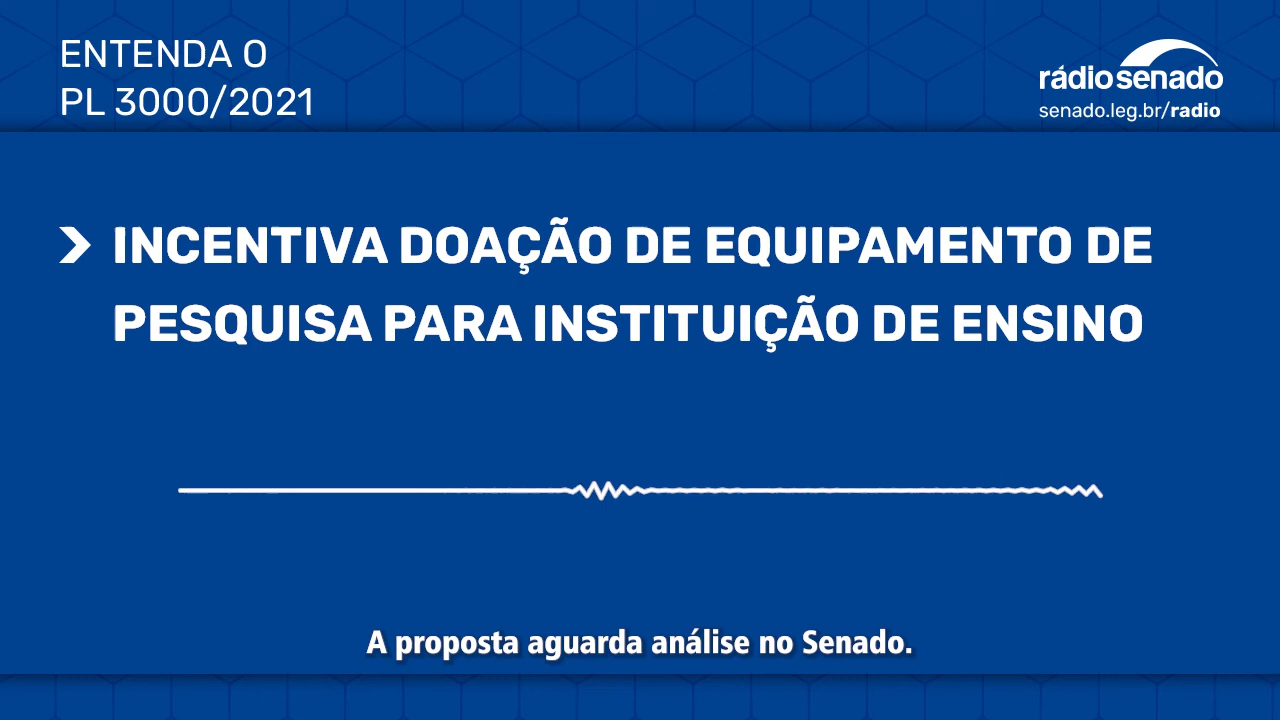 ENTENDA O
PL 3000/2021
rádio senado
senado.leg.br/radio
INCENTIVA DOAÇÃO DE EQUIPAMENTO DE
PESQUISA PARA INSTITUIÇÃO DE ENSINO
A proposta aguarda análise no Senado.